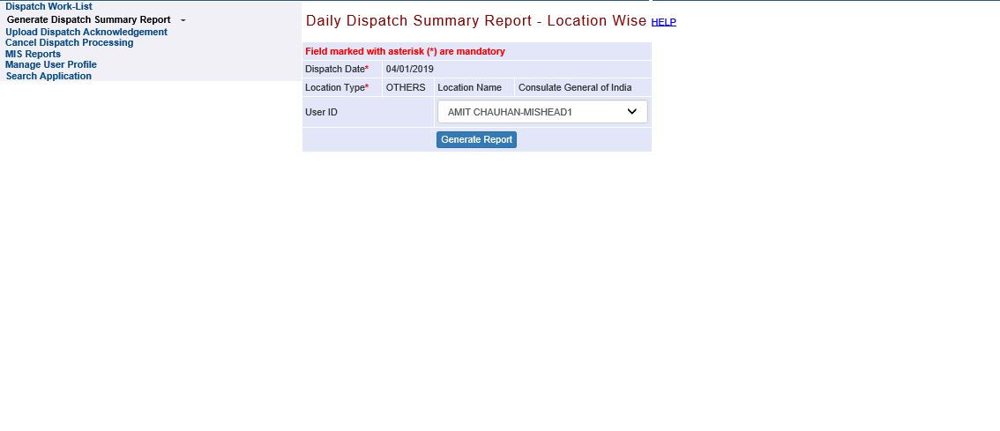 Dispatch Work-List
Generate Dispatch Summary Report
Upload Dispatch Acknowledgement
Cancel Dispatch Processing
MIS Reports
Manage User Profile
Search Application
Daily Dispatch Summary Report - Location Wise HELP
Field marked with asterisk (*) are mandatory
Dispatch Date* 04/01/2019
Location Type* OTHERS Location Name Consulate General of India
User ID AMIT CHAUHAN-MISHEAD1
Generate Report